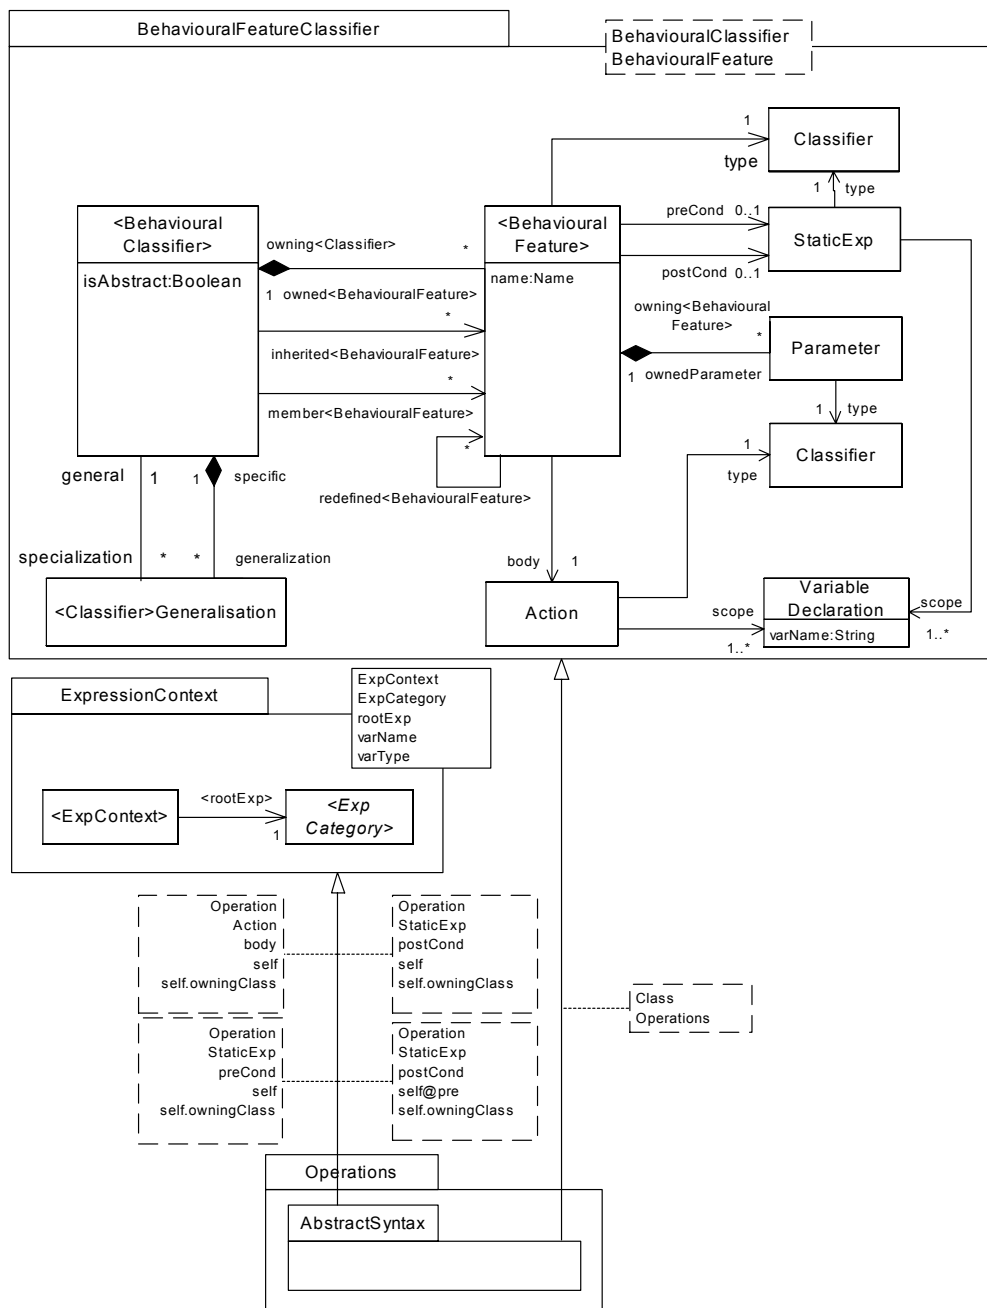 BehaviouralFeatureClassifier
BehaviouralClassifier
BehaviouralFeature
1
Classifier
type
1
type
<Behavioural
Classifier>
isAbstract:Boolean
owning<Classifier>
*
1
owned<BehaviouralFeature>
*
inherited<BehaviouralFeature>
*
member<BehaviouralFeature>
*
redefined<BehaviouralFeature>
<Behavioural
Feature>
name:Name
preCond 0..1
postCond 0..1
StaticExp
owning<Behavioural
Feature>
*
1
ownedParameter
Parameter
1
type
1
type
Classifier
general
1
1
specific
specialization
*
*
generalization
<Classifier>Generalisation
body
1
Action
scope
1..*
Variable
Declaration
varName:String
scope
1..*
ExpressionContext
ExpContext
ExpCategory
rootExp
varName
varType
<ExpContext>
<rootExp>
1
<Exp
Category>
Operation
Action
body
self
self.owningClass
Operation
StaticExp
postCond
self
self.owningClass
Operation
StaticExp
preCond
self
self.owningClass
Operation
StaticExp
postCond
self@pre
self.owningClass
Class
Operations
Operations
AbstractSyntax